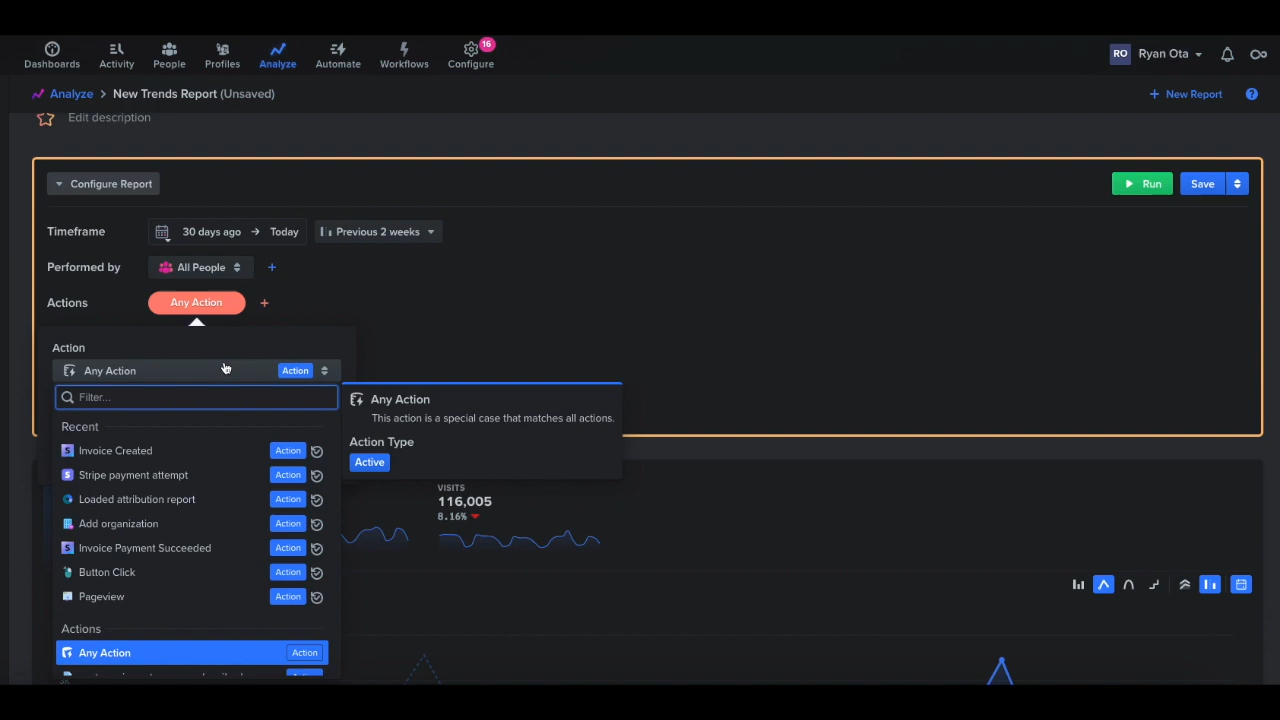 Dashboards
Activity
People
Profiles
Analyze
Automate
Workflows
16
Configure
RO
Ryan Ota
Analyze > New Trends Report (Unsaved)
+ New Report
?
Edit description
Configure Report
Run
Save
Timeframe
30 days ago → Today
Previous 2 weeks
Performed by
All People
+
Actions
Any Action
+
Action
Any Action
Action
Filter...
Any Action
This action is a special case that matches all actions.
Action Type
Active
Recent
Invoice Created Action
Stripe payment attempt Action
Loaded attribution report Action
Add organization Action
Invoice Payment Succeeded Action
Button Click Action
Pageview Action
Actions
Any Action Action
VISITS
116,005
8.16%